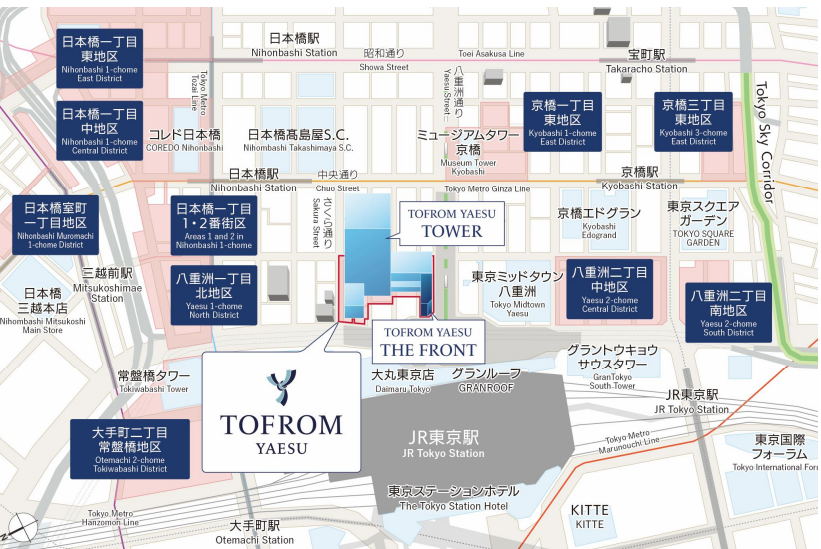 日本橋駅
Nihonbashi Station
昭和通り
Showa Street
Toei Asakusa Line
宝町駅
Takaracho Station
日本橋一丁目
東地区
Nihonbashi 1-chome
East District
Tokyo Metro
Tozai Line
八重洲通り
Yaesu Street
Tokyo Sky Corridor
日本橋一丁目
中地区
Nihonbashi 1-chome
Central District
コレド日本橋
COREDO Nihonbashi
日本橋髙島屋S.C.
Nihombashi Takashimaya S.C.
ミュージアムタワー
京橋
Museum Tower
Kyobashi
京橋一丁目
東地区
Kyobashi 1-chome
East District
京橋三丁目
東地区
Kyobashi 3-chome
East District
日本橋駅
Nihonbashi Station
中央通り
Chuo Street
Tokyo Metro Ginza Line
京橋駅
Kyobashi Station
日本橋室町
一丁目地区
Nihonbashi Muromachi
1-chome District
日本橋一丁目
1・2番街区
Areas 1 and 2 in
Nihonbashi 1-chome
さくら通り
Sakura Street
TOFROM YAESU
TOWER
京橋エドグラン
Kyobashi
Edogrand
東京スクエア
ガーデン
TOKYO SQUARE
GARDEN
三越前駅
Mitsukoshimae
Station
日本橋
三越本店
Nihombashi Mitsukoshi
Main Store
八重洲一丁目
北地区
Yaesu 1-chome
North District
東京ミッドタウン
八重洲
Tokyo Midtown
Yaesu
八重洲二丁目
中地区
Yaesu 2-chome
Central District
八重洲二丁目
南地区
Yaesu 2-chome
South District
TOFROM YAESU
THE FRONT
常盤橋タワー
Tokiwabashi Tower
TOFROM
YAESU
大丸東京店
Daimaru Tokyo
グランルーフ
GRANROOF
グラントウキョウ
サウスタワー
GranTokyo
South Tower
JR東京駅
JR Tokyo Station
大手町二丁目
常盤橋地区
Otemachi 2-chome
Tokiwabashi District
JR東京駅
JR Tokyo Station
Tokyo Metro
Marunouchi Line
東京国際
フォーラム
Tokyo International Foru
東京ステーションホテル
The Tokyo Station Hotel
KITTE
KITTE
Tokyo Metro
Hanzomon Line
大手町駅
Otemachi Station